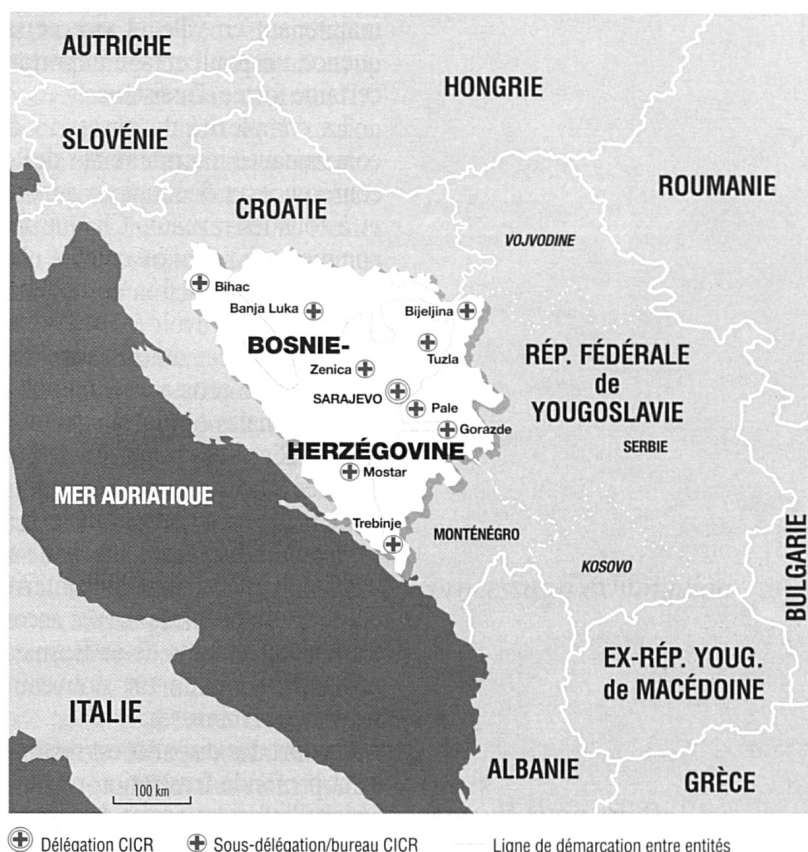 AUTRICHE
HONGRIE
SLOVÉNIE
ROUMANIE
CROATIE
VOJVODINE
Bihac
Banja Luka
Bijeljina
BOSNIE-
Tuzla
Zenica
RÉP. FÉDÉRALE
de
YOUGOSLAVIE
SARAJEVO
Pale
Gorazde
SERBIE
HERZÉGOVINE
Mostar
MER ADRIATIQUE
Trebinje
MONTÉNÉGRO
KOSOVO
BULGARIE
EX-RÉP. YOUG.
de MACÉDOINE
ITALIE
ALBANIE
GRÈCE
100 km
Délégation CICR
Sous-délégation/bureau CICR
Ligne de démarcation entre entités